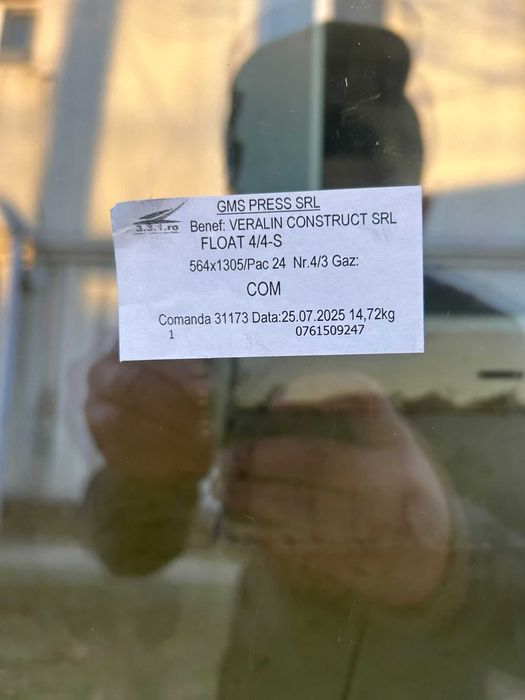 GMS PRESS SRL
3.3.1.ro
Benef: VERALIN CONSTRUCT SRL
FLOAT 4/4-S
564x1305/Pac 24 Nr.4/3 Gaz:
COM
Comanda 31173 Data:25.07.2025 14,72kg
1 0761509247